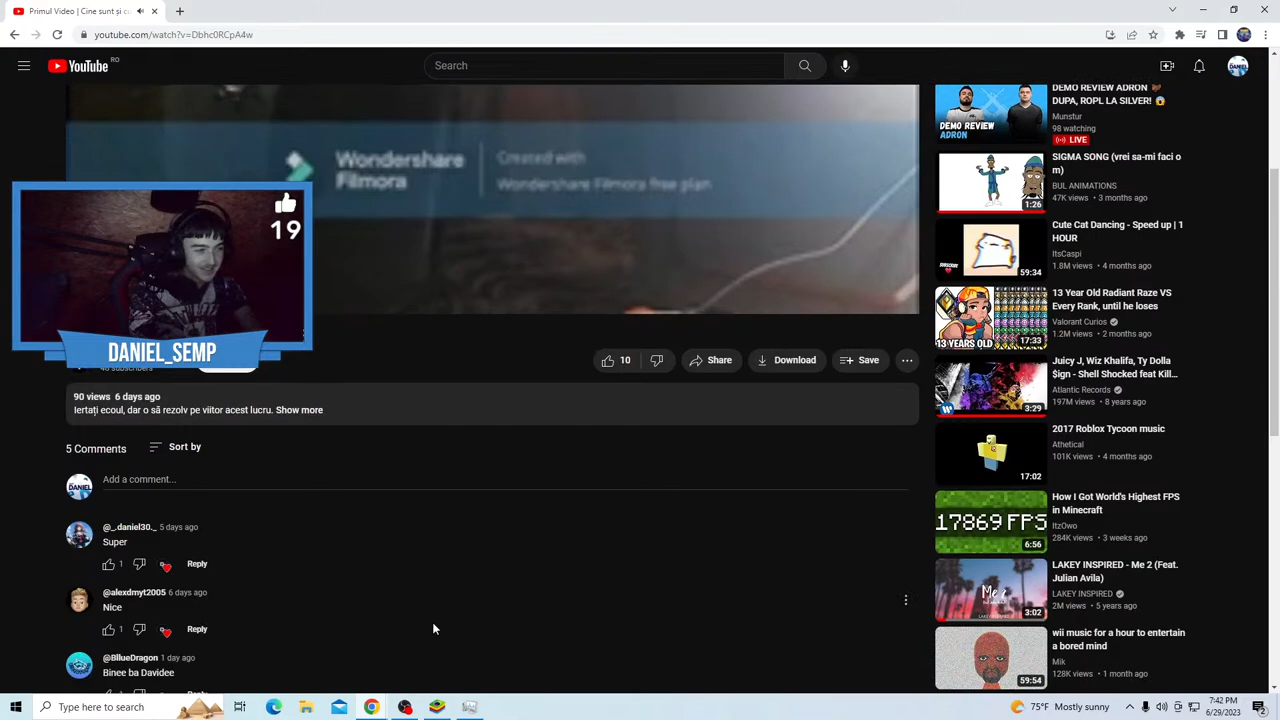 Primul Video | Cine sunt și c
youtube.com/watch?v=Dbhc0RCpA4w
YouTube RO
Search
DANIEL
Wondershare
Filmora
Created with
Wondershare Filmora free plan
19
DANIEL_SEMP
10
Share
Download
Save
90 views 6 days ago
Iertați ecoul, dar o să rezolv pe viitor acest lucru. Show more
5 Comments
Sort by
Add a comment...
@_.daniel30._ 5 days ago
Super
1
Reply
@alexdmyt2005 6 days ago
Nice
1
Reply
@BllueDragon 1 day ago
Binee ba Davidee
DEMO REVIEW
ADRON
DEMO REVIEW ADRON
DUPA, ROPL LA SILVER!
Munstur
98 watching
LIVE
1:26
SIGMA SONG (vrei sa-mi faci o
m)
BUL ANIMATIONS
47K views • 3 months ago
SUBSCRIBE
59:34
Cute Cat Dancing - Speed up | 1
HOUR
ItsCaspi
1.8M views • 4 months ago
13 YEARS OLD
17:33
13 Year Old Radiant Raze VS
Every Rank, until he loses
Valorant Curios
1.2M views • 2 months ago
3:29
Juicy J, Wiz Khalifa, Ty Dolla
$ign - Shell Shocked feat Kill...
Atlantic Records
197M views • 8 years ago
17:02
2017 Roblox Tycoon music
Athetical
101K views • 4 months ago
17869 FPS
6:56
How I Got World's Highest FPS
in Minecraft
ItzOwo
284K views • 3 weeks ago
Me 2
3:02
LAKEY INSPIRED - Me 2 (Feat.
Julian Avila)
LAKEY INSPIRED
2M views • 5 years ago
59:54
wii music for a hour to entertain
a bored mind
Mik
128K views • 1 month ago
Type here to search
75°F Mostly sunny
7:42 PM
6/29/2023
2